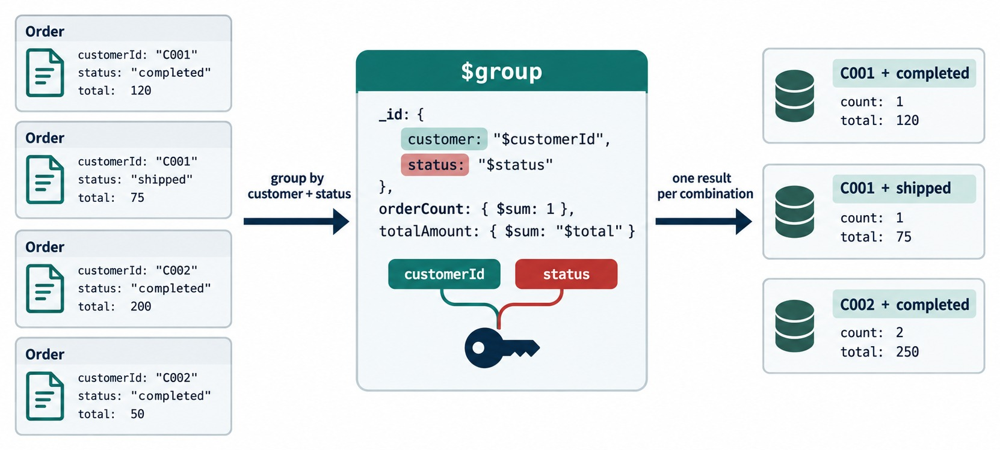 Order
customerId: "C001"
status: "completed"
total: 120
Order
customerId: "C001"
status: "shipped"
total: 75
Order
customerId: "C002"
status: "completed"
total: 200
Order
customerId: "C002"
status: "completed"
total: 50
group by
customer + status
$group
_id: {
customer: "$customerId",
status: "$status"
},
orderCount: { $sum: 1 },
totalAmount: { $sum: "$total" }
customerId
status
one result
per combination
C001 + completed
count: 1
total: 120
C001 + shipped
count: 1
total: 75
C002 + completed
count: 2
total: 250